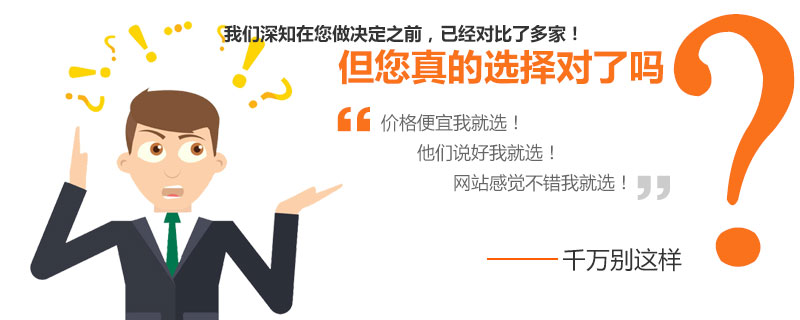 我们深知在您做决定之前，已经对比了多家！
但您真的选择对了吗
?
“价格便宜我就选！
他们说好我就选！
网站感觉不错我就选！”
——千万别这样